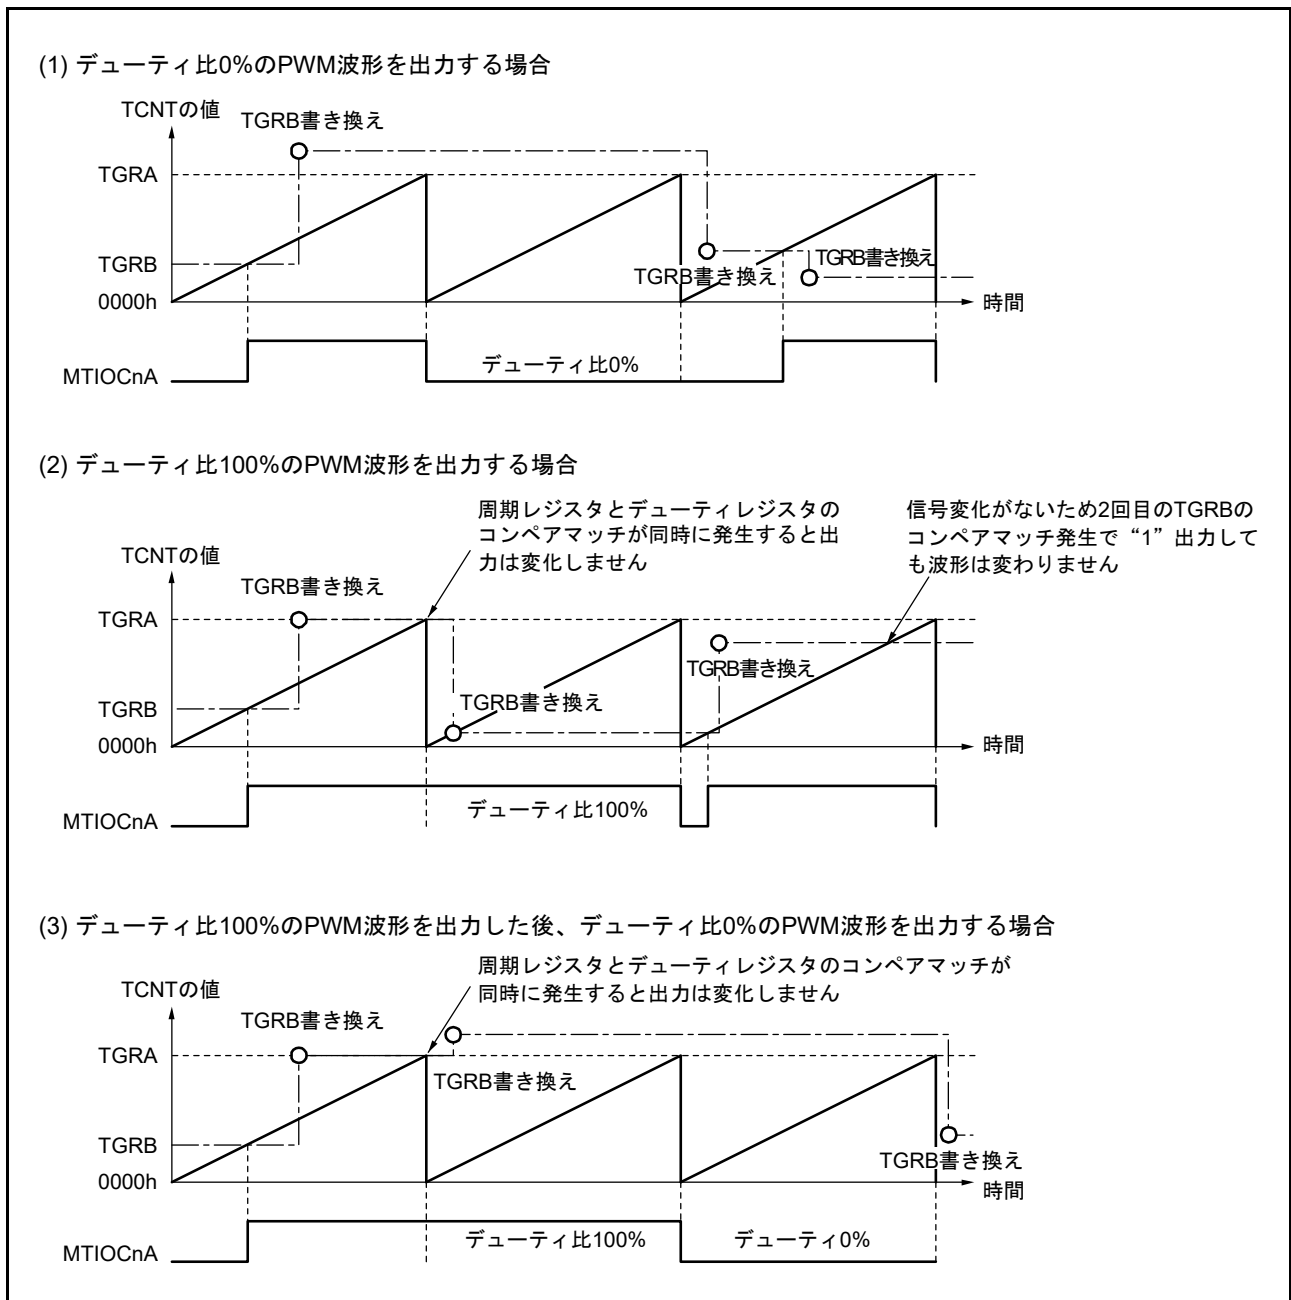 (1) デューティ比0%のPWM波形を出力する場合
TCNTの値
TGRB書き換え
TGRA
TGRB
TGRB書き換え
TGRB書き換え
0000h
時間
デューティ比0%
MTIOCnA
(2) デューティ比100%のPWM波形を出力する場合
周期レジスタとデューティレジスタの
コンペアマッチが同時に発生すると出
力は変化しません
信号変化がないため2回目のTGRBの
コンペアマッチ発生で“1”出力して
も波形は変わりません
TCNTの値
TGRB書き換え
TGRA
TGRB書き換え
TGRB書き換え
TGRB
0000h
時間
デューティ比100%
MTIOCnA
(3) デューティ比100%のPWM波形を出力した後、デューティ比0%のPWM波形を出力する場合
周期レジスタとデューティレジスタのコンペアマッチが
同時に発生すると出力は変化しません
TCNTの値
TGRB書き換え
TGRA
TGRB書き換え
TGRB
TGRB書き換え
0000h
時間
デューティ比100%
デューティ0%
MTIOCnA